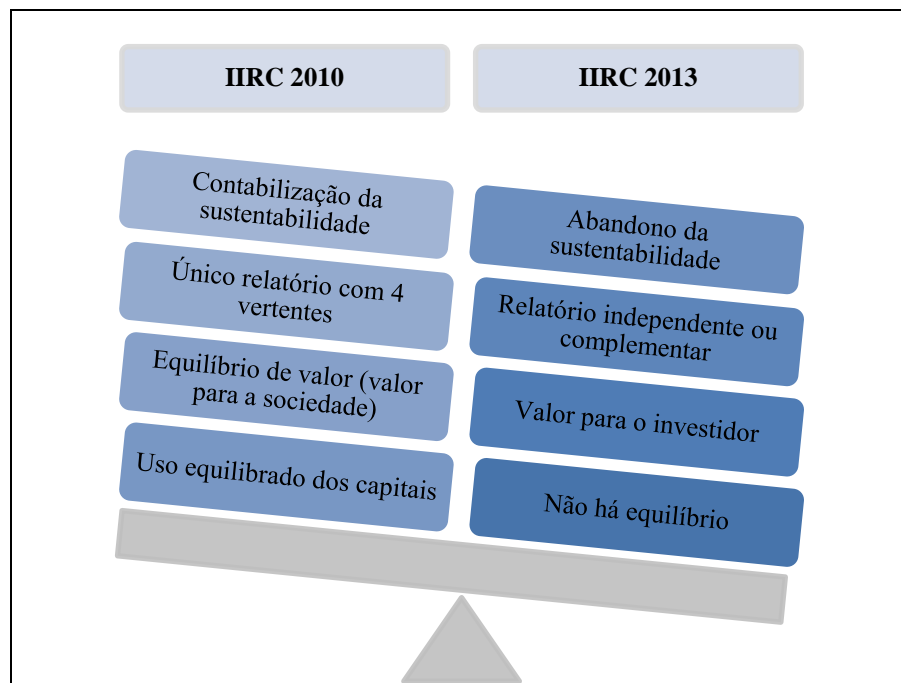 IIRC 2010
IIRC 2013
Contabilização da
sustentabilidade
Único relatório com 4
vertentes
Equilíbrio de valor (valor
para a sociedade)
Uso equilibrado dos capitais
Abandono da
sustentabilidade
Relatório independente ou
complementar
Valor para o investidor
Não há equilíbrio